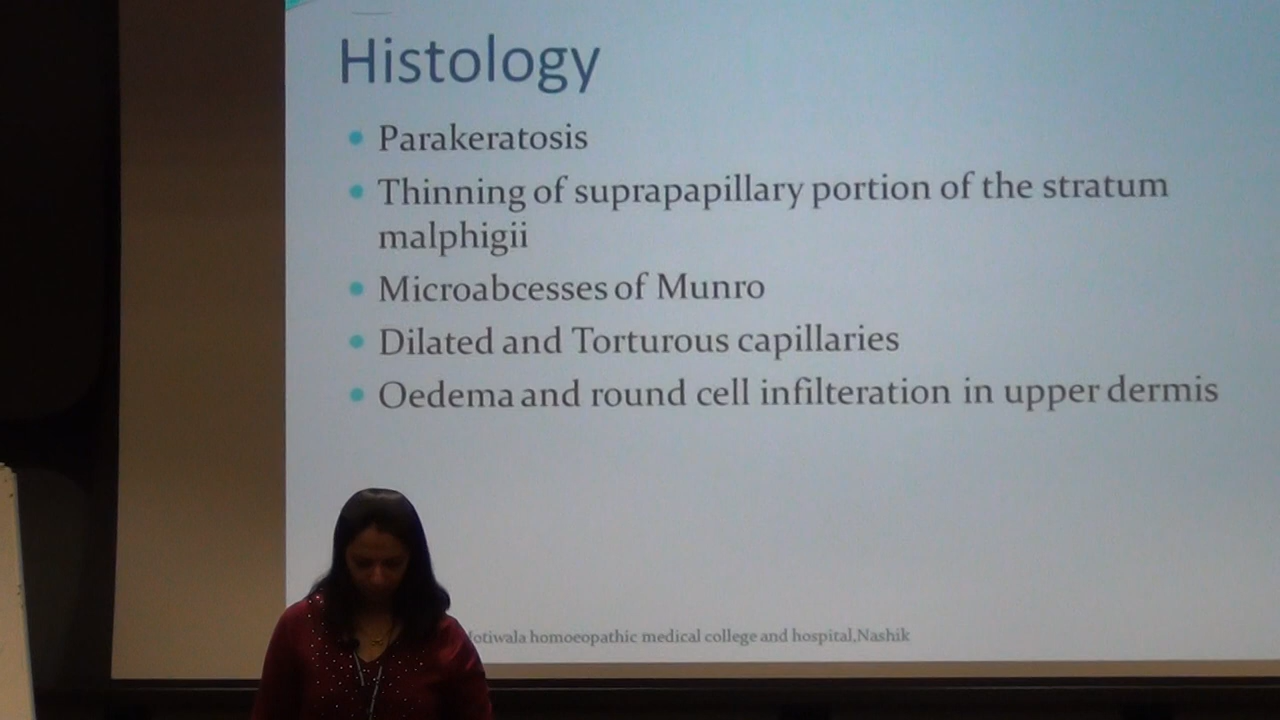 Histology
Parakeratosis
Thinning of suprapapillary portion of the stratum
malphigii
Microabcesses of Munro
Dilated and Torturous capillaries
Oedema and round cell infilteration in upper dermis
homoeopathic medical college and hospital,Nashik